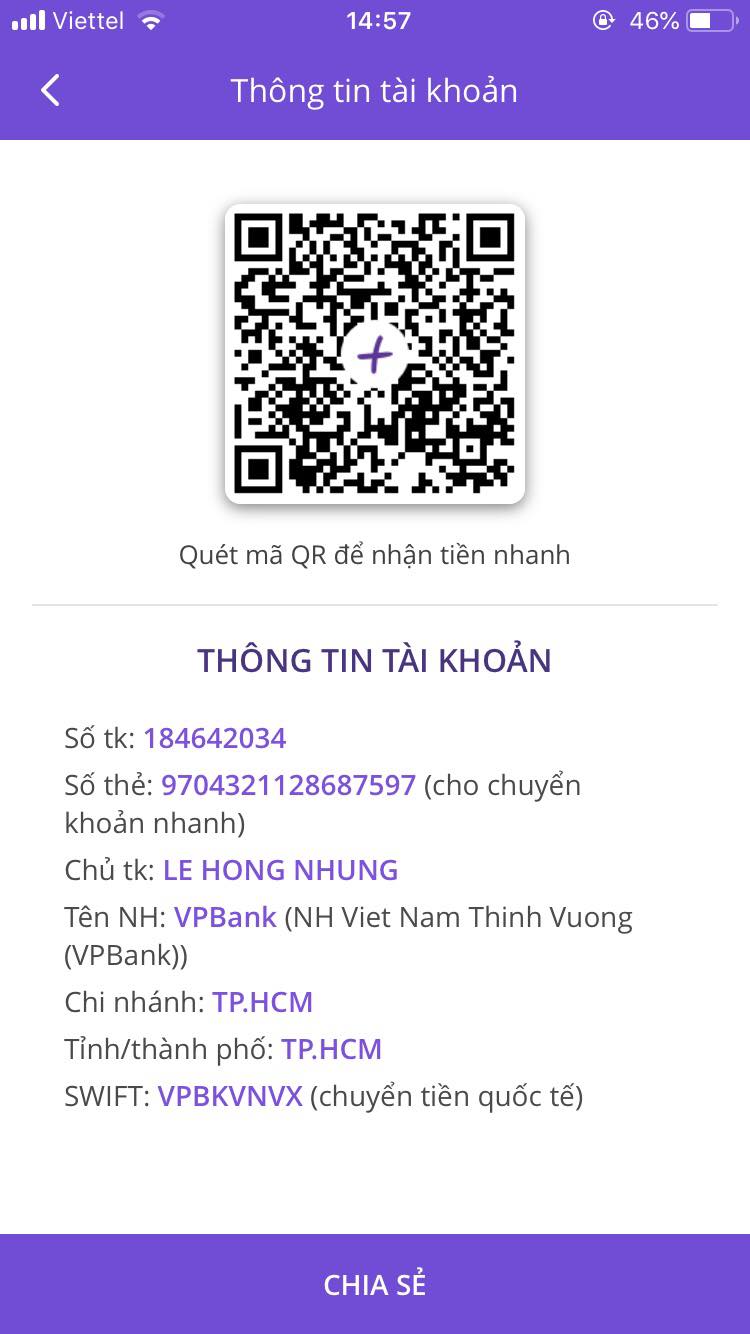 Viettel 14:57 46%
Thông tin tài khoản
Quét mã QR để nhận tiền nhanh
THÔNG TIN TÀI KHOẢN
Số tk: 184642034
Số thẻ: 9704321128687597 (cho chuyển
khoản nhanh)
Chủ tk: LE HONG NHUNG
Tên NH: VPBank (NH Viet Nam Thinh Vuong
(VPBank))
Chi nhánh: TP.HCM
Tỉnh/thành phố: TP.HCM
SWIFT: VPBKVNVX (chuyển tiền quốc tế)
CHIA SẺ